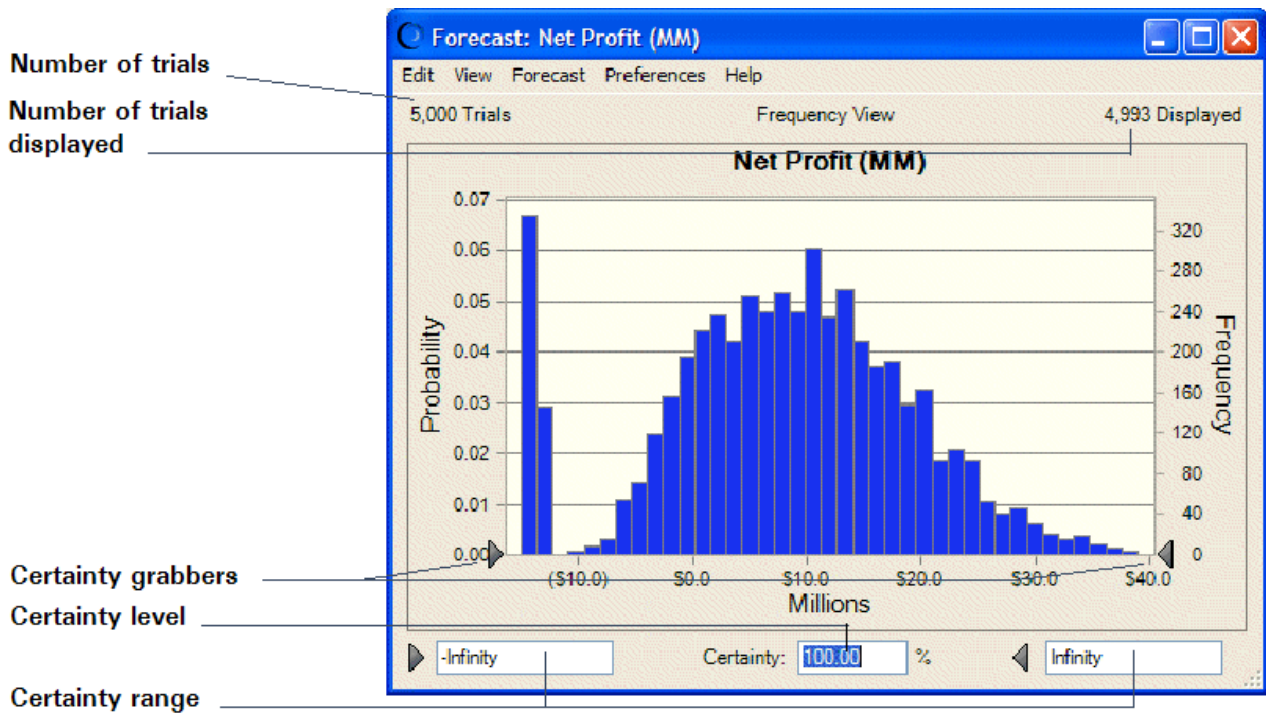 Forecast: Net Profit (MM)
Edit View Forecast Preferences Help
Number of trials
5,000 Trials Frequency View 4,993 Displayed
Number of trials
displayed
Net Profit (MM)
0.07
0.06
0.05
0.04
0.03
0.02
0.01
0.00
Probability
320
280
240
200
160
120
80
40
0
Frequency
($10.0) $0.0 $10.0 $20.0 $30.0 $40.0
Millions
Certainty grabbers
Certainty level
-Infinity Certainty: 100.00 % Infinity
Certainty range